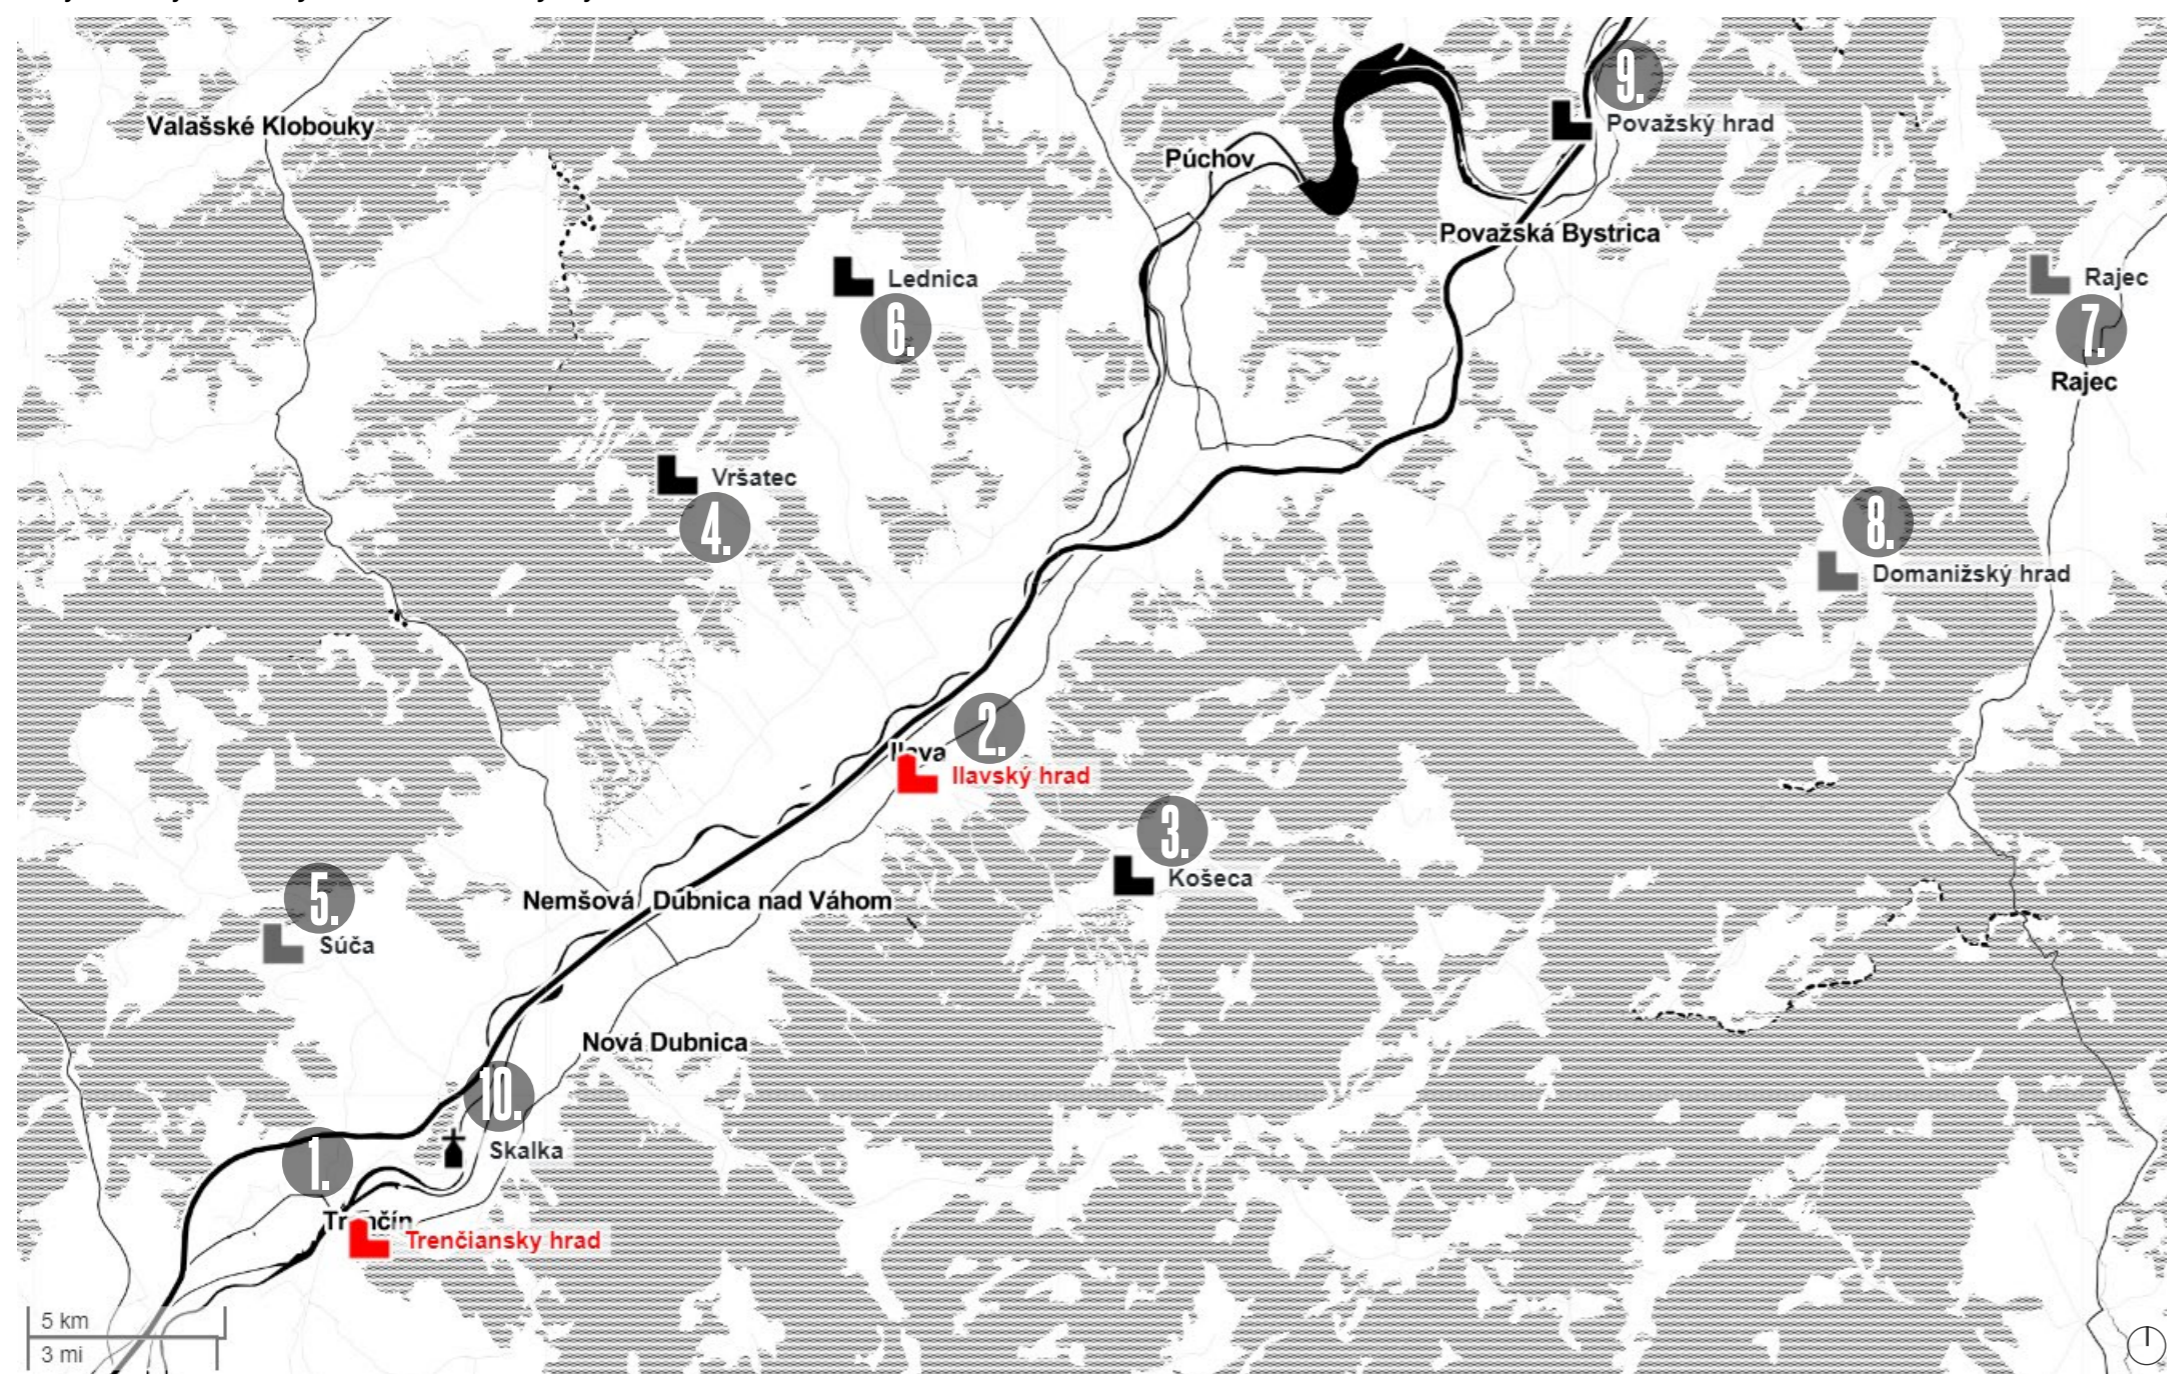 9.
Valašské Klobouky
Považský hrad
Púchov
Považská Bystrica
Lednica
Rajec
6.
7.
Rajec
Vršatec
4.
8.
Domanižský hrad
2.
Ilava
Ilavský hrad
3.
Košeca
5.
Nemšová
Dubnica nad Váhom
Súča
Nová Dubnica
10.
Skalka
1.
Trenčín
Trenčiansky hrad
5 km
3 mi